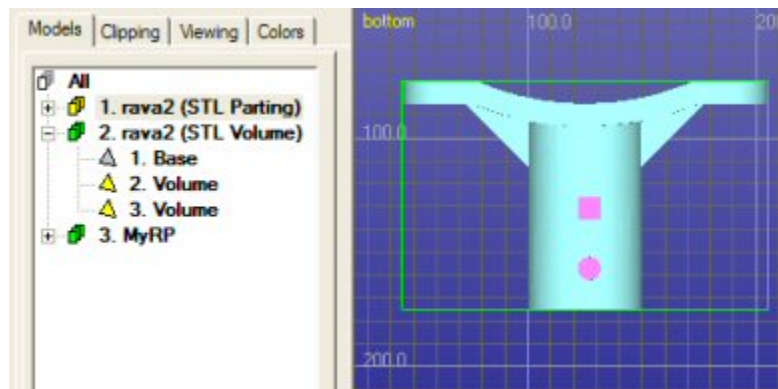 Models Clipping Viewing Colors
All
1. rava2 (STL Parting)
2. rava2 (STL Volume)
1. Base
2. Volume
3. Volume
3. MyRP
bottom
100.0
100.0
200.0